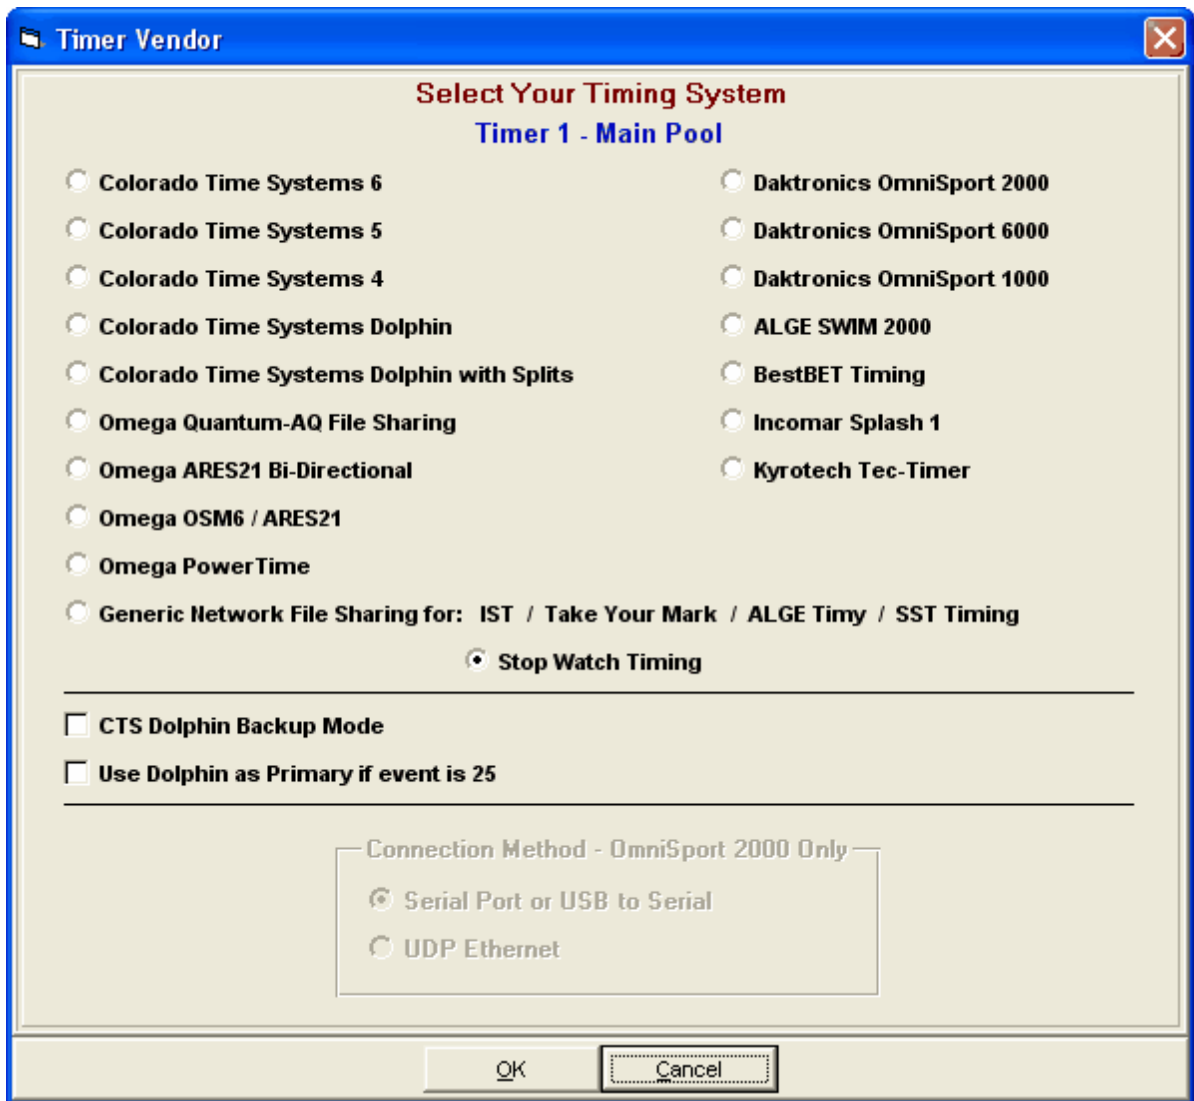 Timer Vendor
Select Your Timing System
Timer 1 - Main Pool
Colorado Time Systems 6
Colorado Time Systems 5
Colorado Time Systems 4
Colorado Time Systems Dolphin
Colorado Time Systems Dolphin with Splits
Omega Quantum-AQ File Sharing
Omega ARES21 Bi-Directional
Omega OSM6 / ARES21
Omega PowerTime
Daktronics OmniSport 2000
Daktronics OmniSport 6000
Daktronics OmniSport 1000
ALGE SWIM 2000
BestBET Timing
Incomar Splash 1
Kyrotech Tec-Timer
Generic Network File Sharing for: IST / Take Your Mark / ALGE Timy / SST Timing
Stop Watch Timing
CTS Dolphin Backup Mode
Use Dolphin as Primary if event is 25
Connection Method - OmniSport 2000 Only
Serial Port or USB to Serial
UDP Ethernet
OK
Cancel